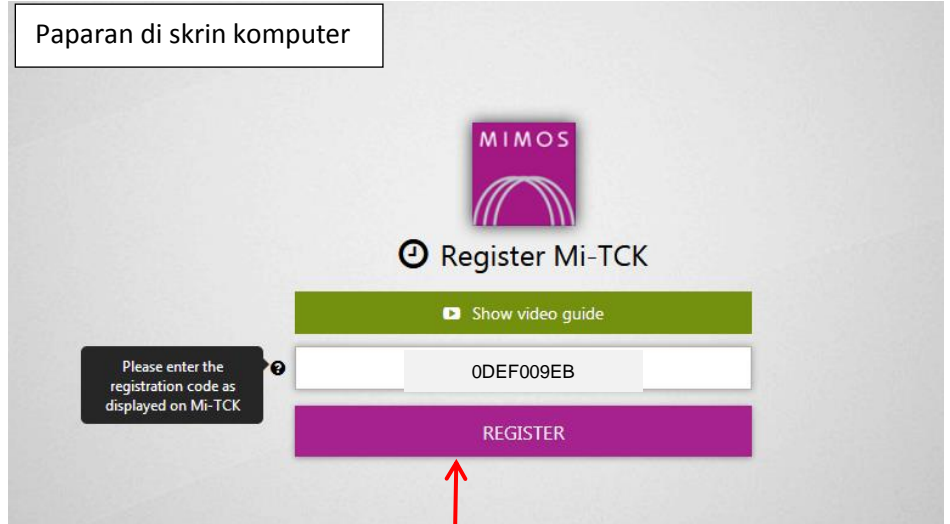 Paparan di skrin komputer
MIMOS
Register Mi-TCK
Show video guide
Please enter the
registration code as
displayed on Mi-TCK
0DEF009EB
REGISTER